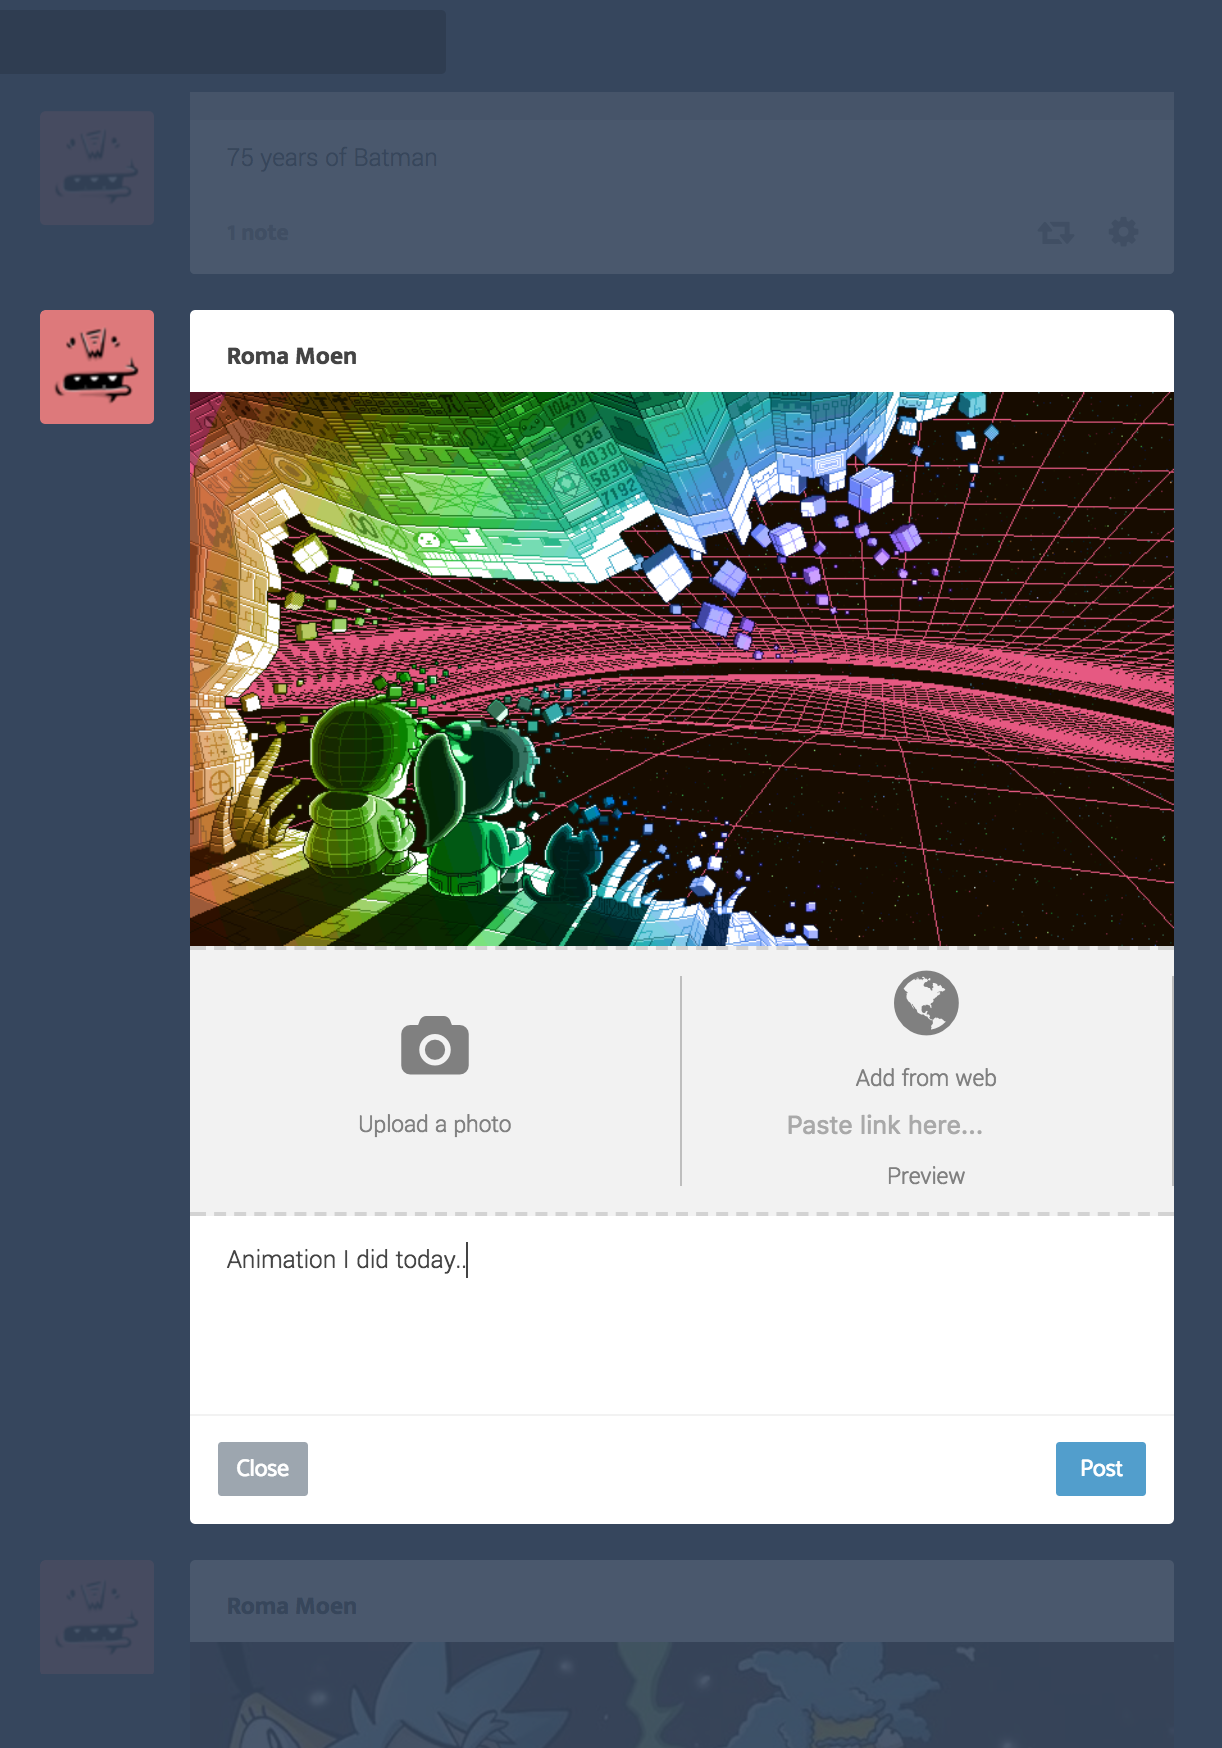 75 years of Batman
1 note
Roma Moen
10430
70
836
4030
5830
7192
Upload a photo
Add from web
Paste link here...
Preview
Animation I did today..
Close
Post
Roma Moen